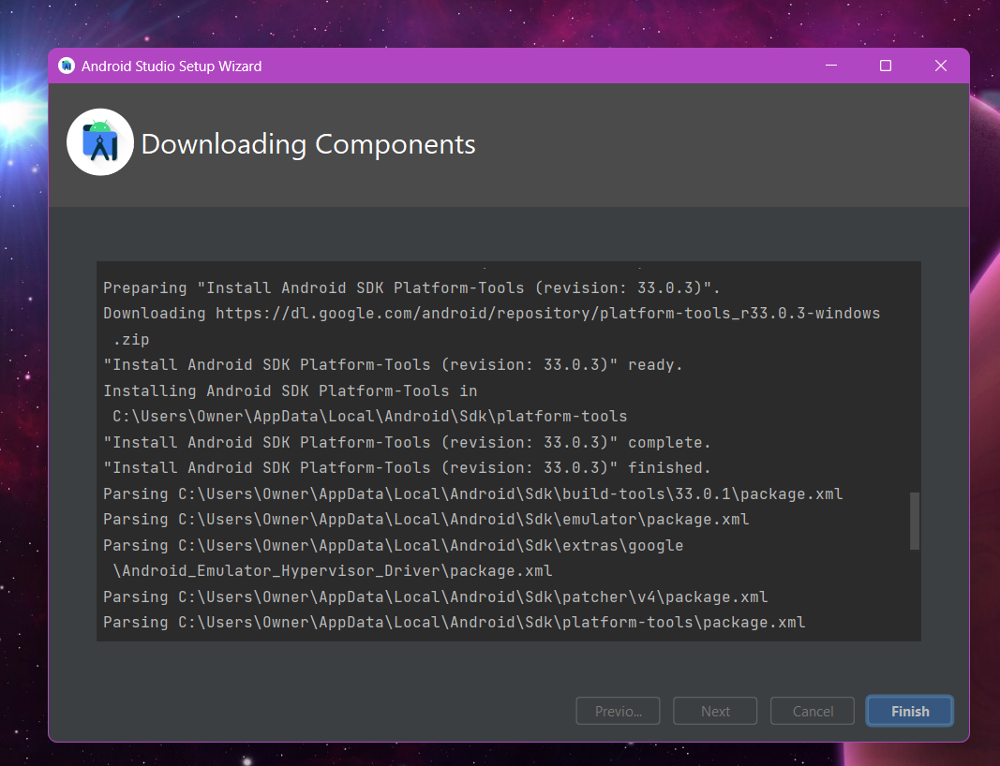 Android Studio Setup Wizard
Downloading Components
Preparing "Install Android SDK Platform-Tools (revision: 33.0.3)".
Downloading https://dl.google.com/android/repository/platform-tools_r33.0.3-windows
.zip
"Install Android SDK Platform-Tools (revision: 33.0.3)" ready.
Installing Android SDK Platform-Tools in
C:\Users\Owner\AppData\Local\Android\Sdk\platform-tools
"Install Android SDK Platform-Tools (revision: 33.0.3)" complete.
"Install Android SDK Platform-Tools (revision: 33.0.3)" finished.
Parsing C:\Users\Owner\AppData\Local\Android\Sdk\build-tools\33.0.1\package.xml
Parsing C:\Users\Owner\AppData\Local\Android\Sdk\emulator\package.xml
Parsing C:\Users\Owner\AppData\Local\Android\Sdk\extras\google
\Android_Emulator_Hypervisor_Driver\package.xml
Parsing C:\Users\Owner\AppData\Local\Android\Sdk\patcher\v4\package.xml
Parsing C:\Users\Owner\AppData\Local\Android\Sdk\platform-tools\package.xml
Previo... Next Cancel Finish